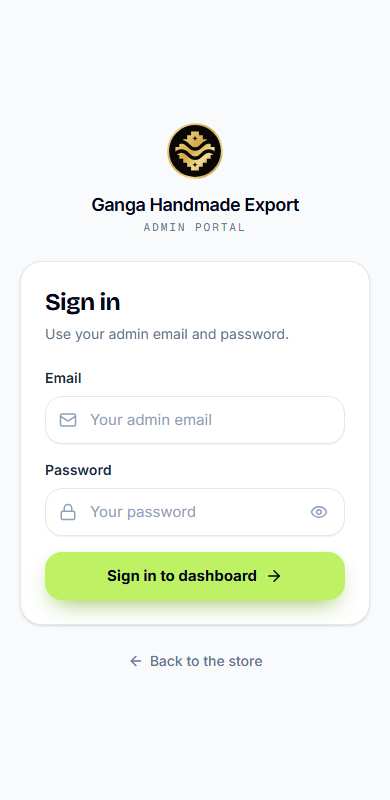 Ganga Handmade Export
ADMIN PORTAL
Sign in
Use your admin email and password.
Email
Your admin email
Password
Your password
Sign in to dashboard →
← Back to the store